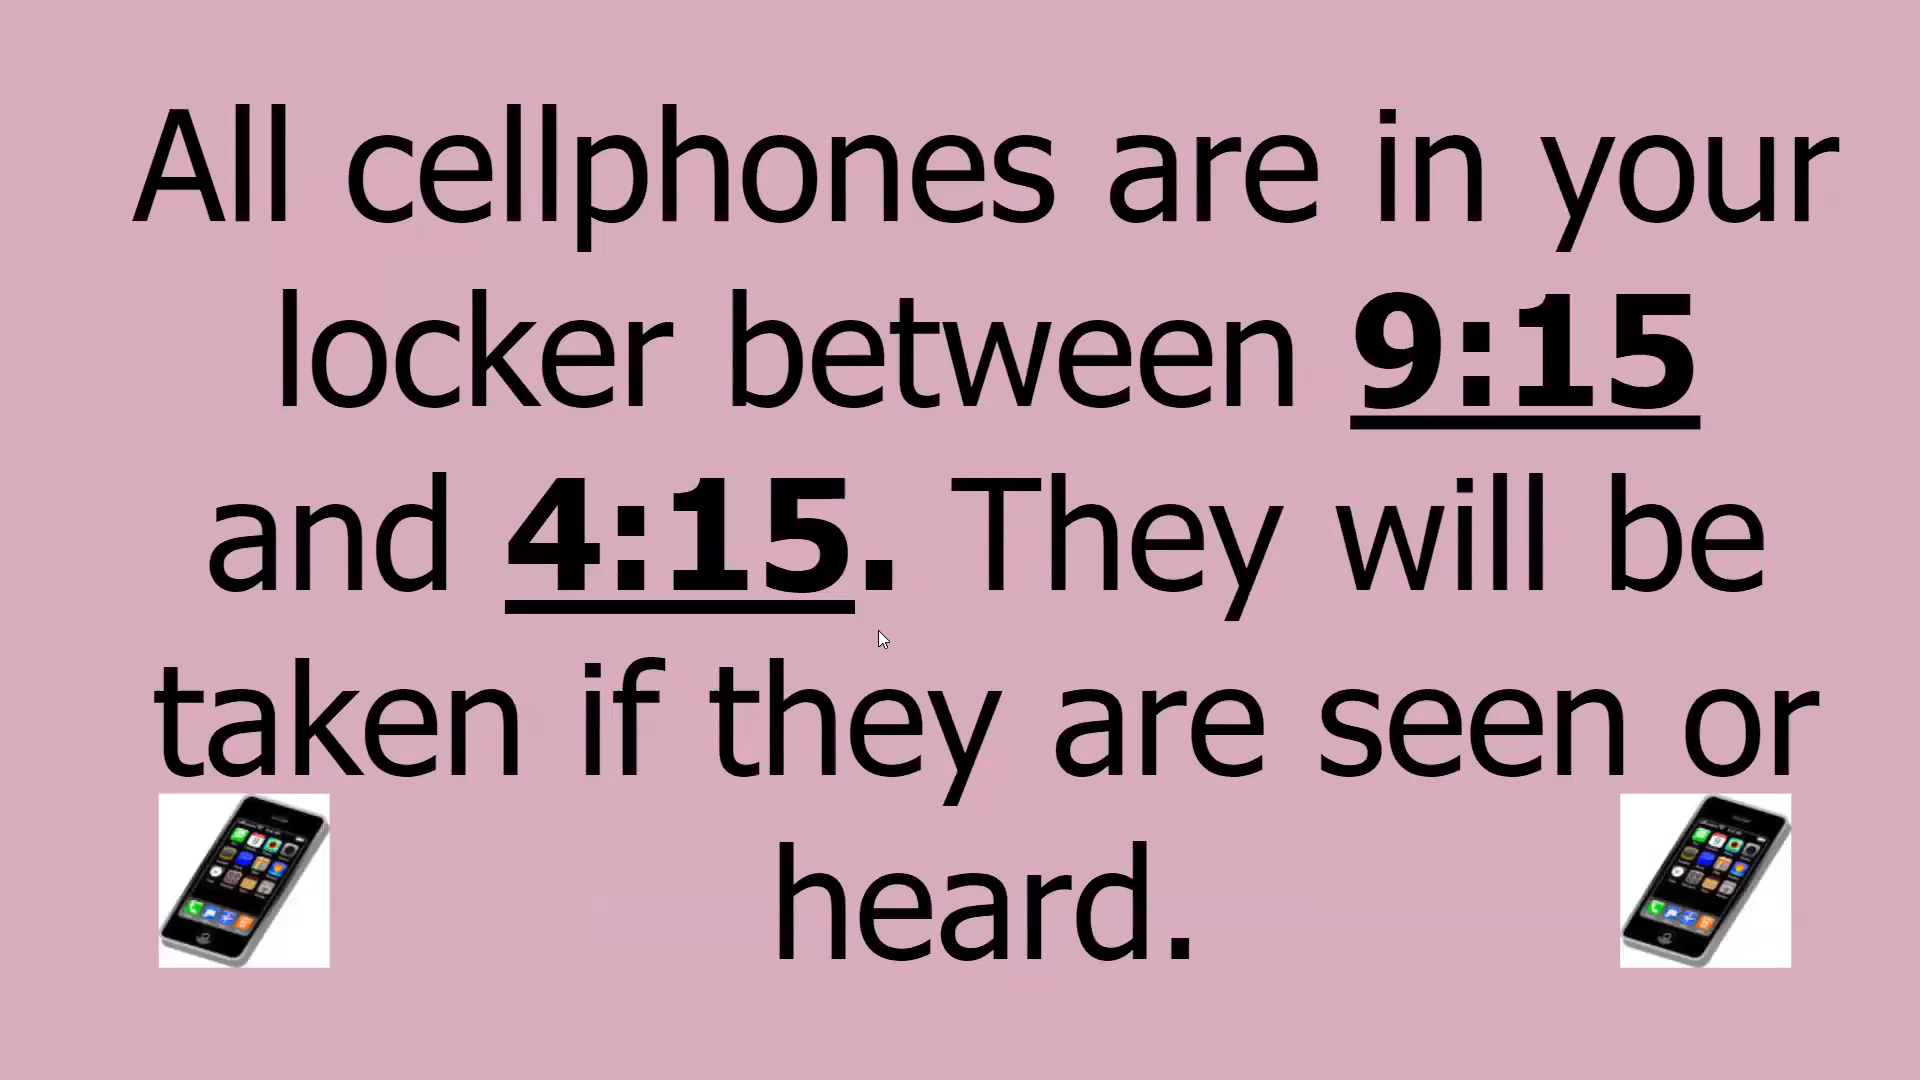 All cellphones are in your
locker between 9:15
and 4:15. They will be
taken if they are seen or
heard.